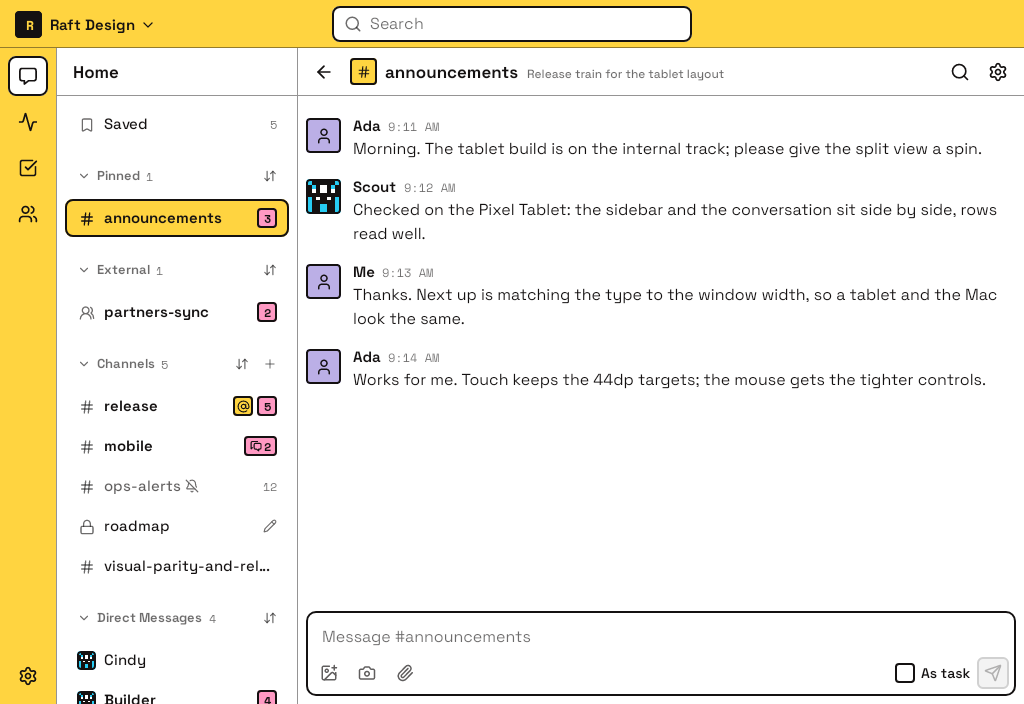 R Raft Design
Search
Home
Saved 5
Pinned 1
# announcements 3
External 1
partners-sync 2
Channels 5
# release @ 5
# mobile 2
# ops-alerts 12
roadmap
# visual-parity-and-rel...
Direct Messages 4
Cindy
Builder 4
# announcements Release train for the tablet layout
Ada 9:11 AM
Morning. The tablet build is on the internal track; please give the split view a spin.
Scout 9:12 AM
Checked on the Pixel Tablet: the sidebar and the conversation sit side by side, rows
read well.
Me 9:13 AM
Thanks. Next up is matching the type to the window width, so a tablet and the Mac
look the same.
Ada 9:14 AM
Works for me. Touch keeps the 44dp targets; the mouse gets the tighter controls.
Message #announcements
As task